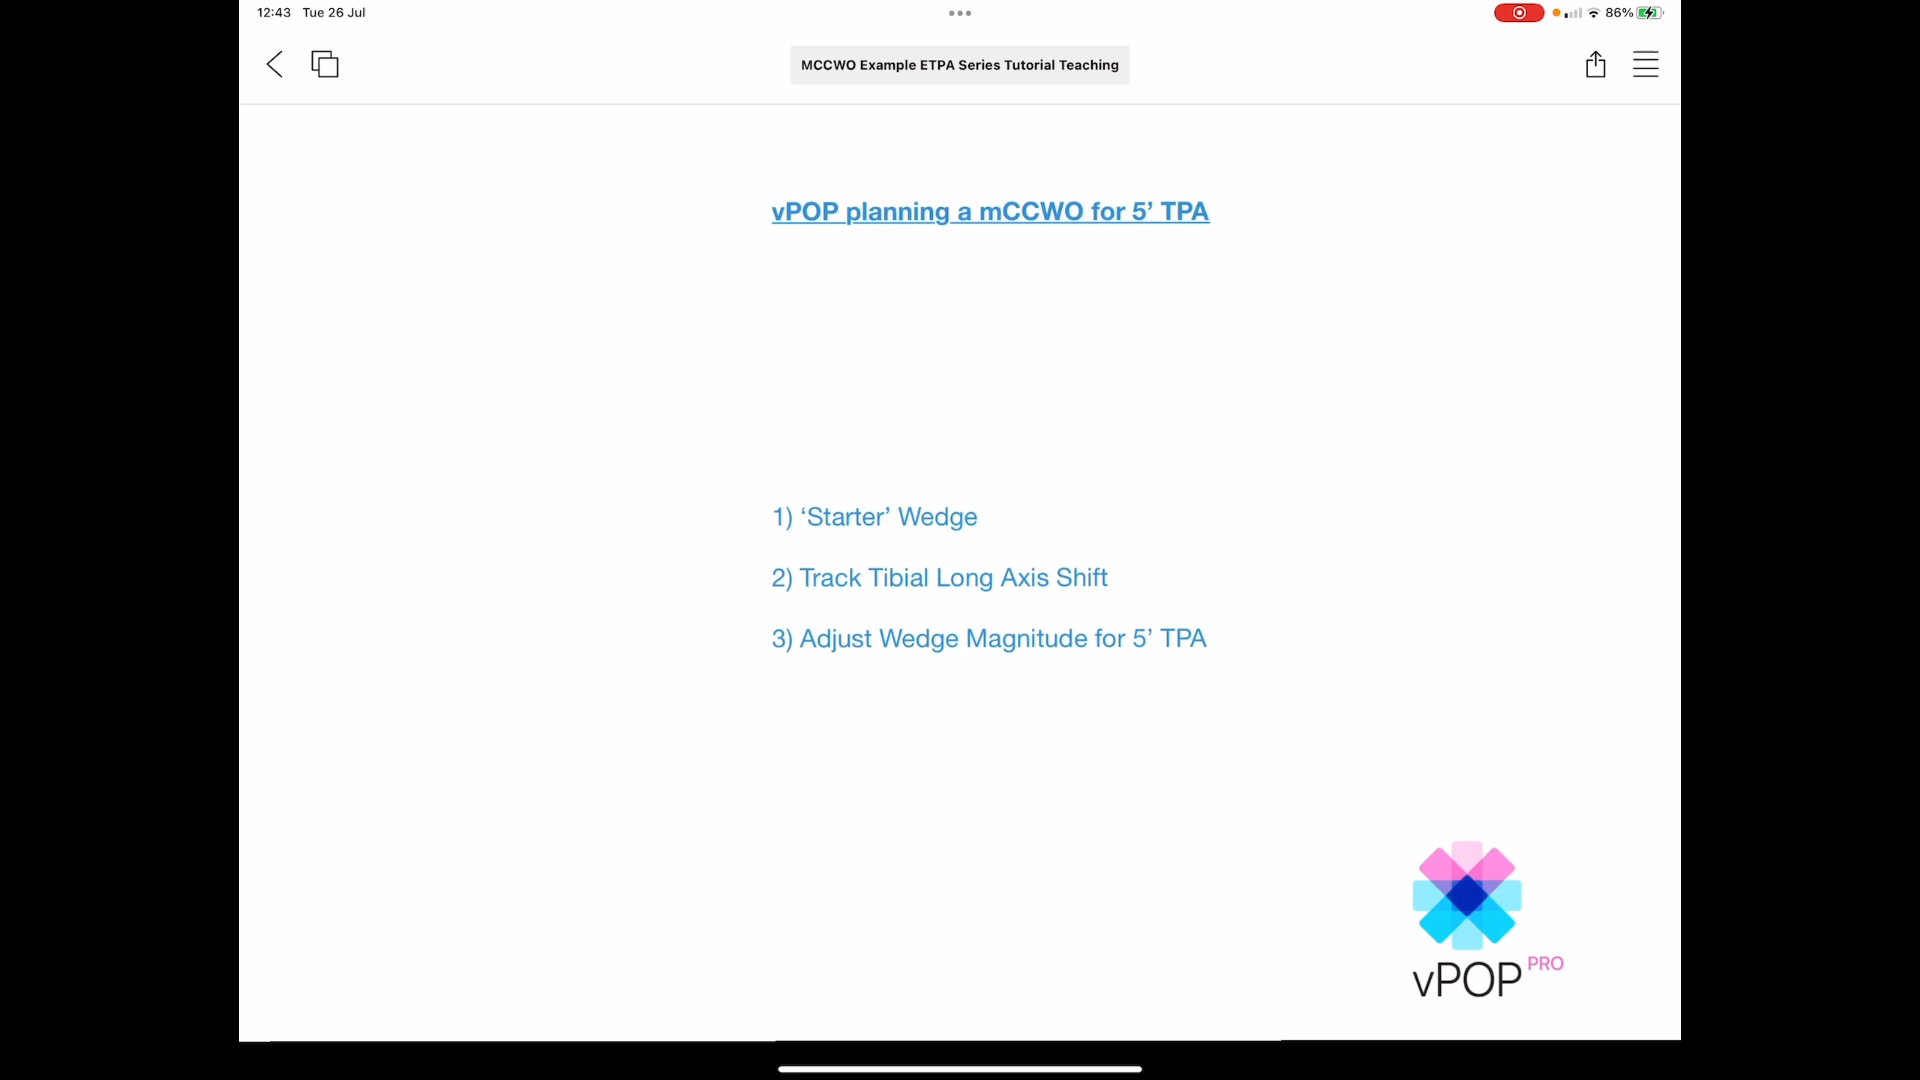 12:43 Tue 26 Jul
86%
MCCWO Example ETPA Series Tutorial Teaching
vPOP planning a mCCWO for 5’ TPA
1) ‘Starter’ Wedge
2) Track Tibial Long Axis Shift
3) Adjust Wedge Magnitude for 5’ TPA
vPOP PRO